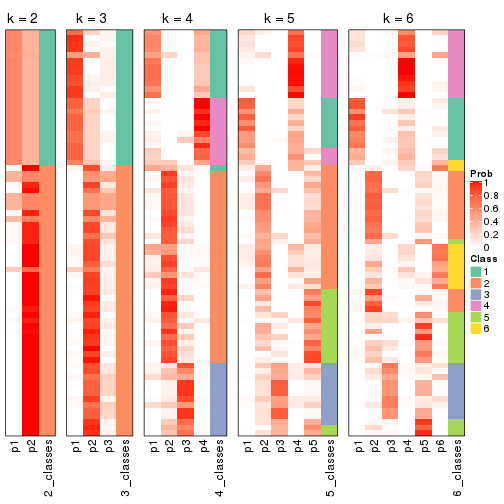 k = 2
k = 3
k = 4
k = 5
k = 6
Prob
1
0.8
0.6
0.4
0.2
0
Class
1
2
3
4
5
6
p1
p2
2_classes
p1
p2
p3
3_classes
p1
p2
p3
p4
4_classes
p1
p2
p3
p4
p5
5_classes
p1
p2
p3
p4
p5
p6
6_classes